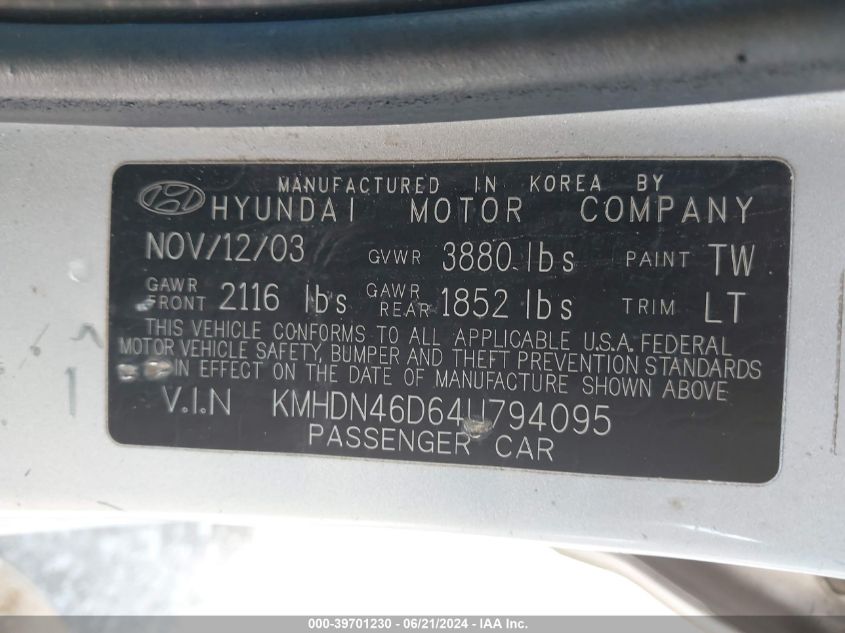 MANUFACTURED IN KOREA BY
HYUNDAI MOTOR COMPANY
NOV/12/03 GVWR 3880 lbs PAINT TW
GAWR FRONT 2116 lbs GAWR REAR 1852 lbs TRIM LT
THIS VEHICLE CONFORMS TO ALL APPLICABLE U.S.A. FEDERAL
MOTOR VEHICLE SAFETY, BUMPER AND THEFT PREVENTION STANDARDS
IN EFFECT ON THE DATE OF MANUFACTURE SHOWN ABOVE
V.I.N KMHDN46D64U794095
PASSENGER CAR
000-39701230 - 06/21/2024 - IAA Inc.